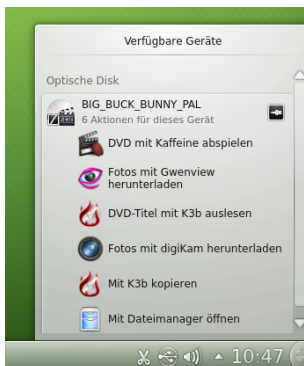 Verfügbare Geräte
Optische Disk
BIG_BUCK_BUNNY_PAL
6 Aktionen für dieses Gerät
DVD mit Kaffeine abspielen
Fotos mit Gwenview
herunterladen
DVD-Titel mit K3b auslesen
Fotos mit digiKam herunterladen
Mit K3b kopieren
Mit Dateimanager öffnen
10:47